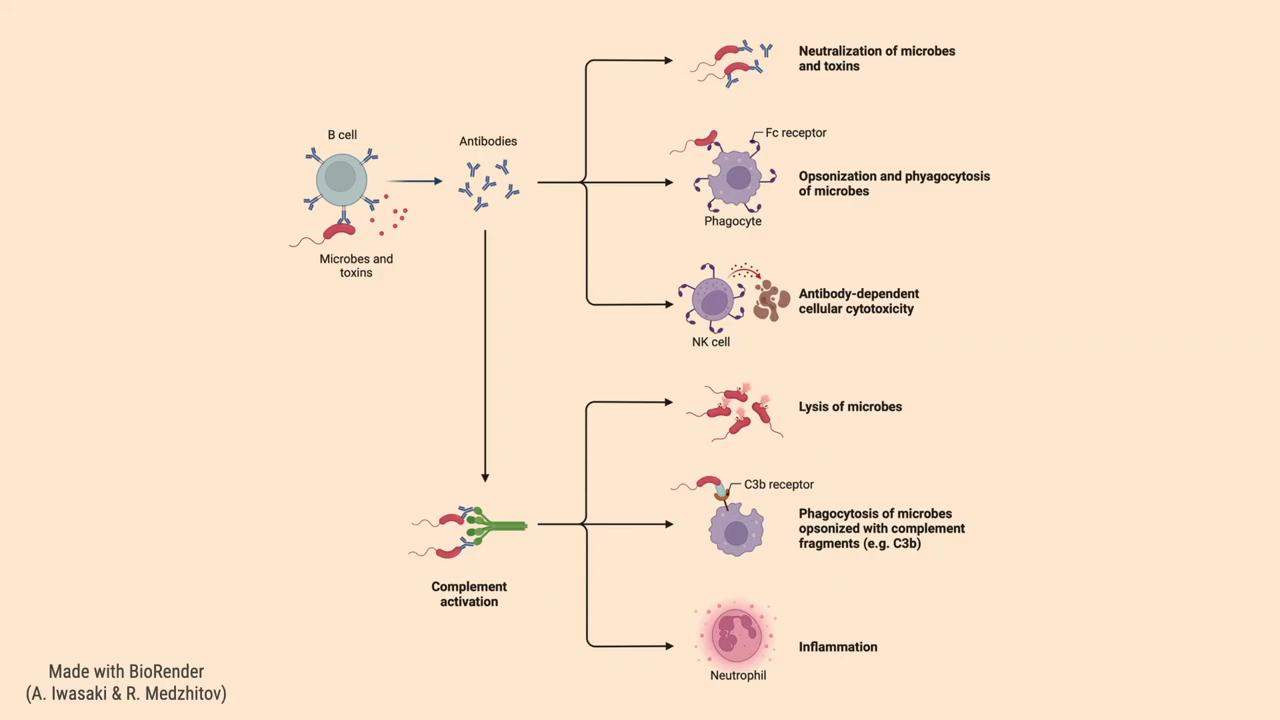 B cell
Microbes and
toxins
Antibodies
Neutralization of microbes
and toxins
Fc receptor
Phagocyte
Opsonization and phyagocytosis
of microbes
NK cell
Antibody-dependent
cellular cytotoxicity
Complement
activation
Lysis of microbes
C3b receptor
Phagocytosis of microbes
opsonized with complement
fragments (e.g. C3b)
Neutrophil
Inflammation
Made with BioRender
(A. Iwasaki & R. Medzhitov)